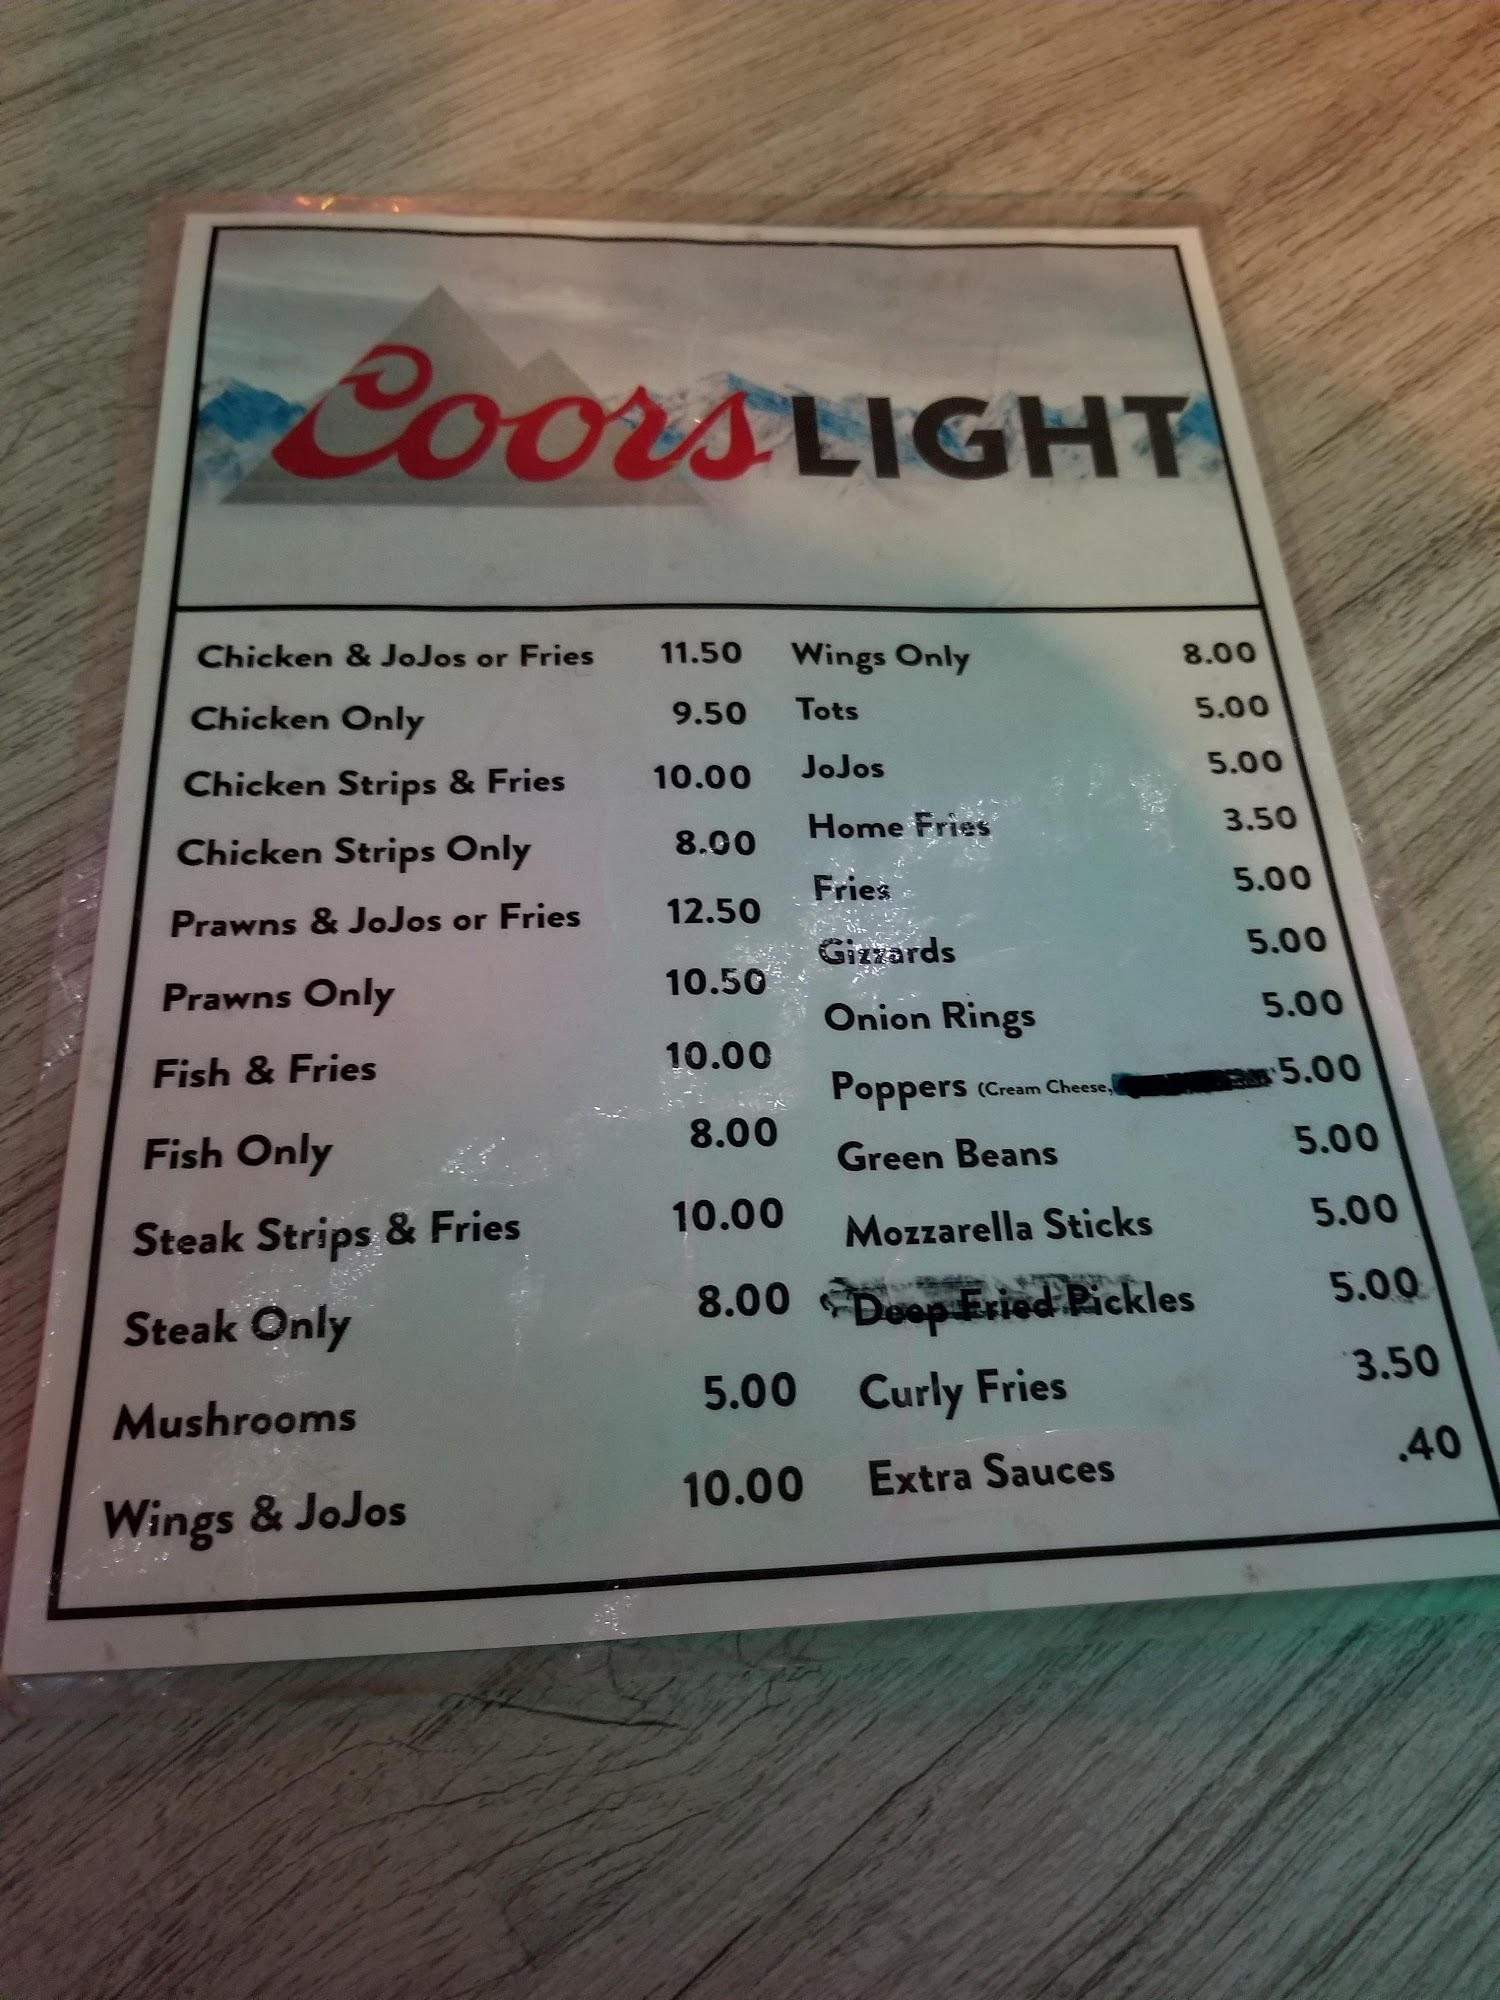 Coors LIGHT
Chicken & JoJos or Fries 11.50
Chicken Only 9.50
Chicken Strips & Fries 10.00
Chicken Strips Only 8.00
Prawns & JoJos or Fries 12.50
Prawns Only 10.50
Fish & Fries 10.00
Fish Only 8.00
Steak Strips & Fries 10.00
Steak Only 8.00
Mushrooms 5.00
Wings & JoJos 10.00
Wings Only 8.00
Tots 5.00
JoJos 5.00
Home Fries 3.50
Fries 5.00
Gizzards 5.00
Onion Rings 5.00
Poppers (Cream Cheese, 5.00
Green Beans 5.00
Mozzarella Sticks 5.00
Deep Fried Pickles 5.00
Curly Fries 3.50
Extra Sauces .40